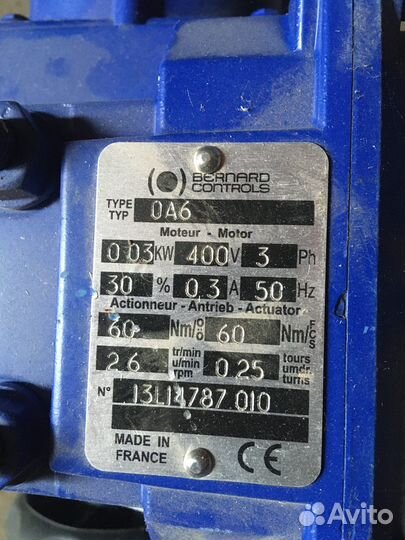 BERNARD
CONTROLS
TYPE
TYP 0A6
Moteur - Motor
0.03 KW 400 V 3 Ph
30 % 0.3 A 50 Hz
Actionneur - Antrieb - Actuator
60 Nm/ O O 60 Nm/ F C S
2.6 tr/min u/min rpm 0.25 tours umdr. turns
N° 13L14787 010
MADE IN
FRANCE CE
Avito